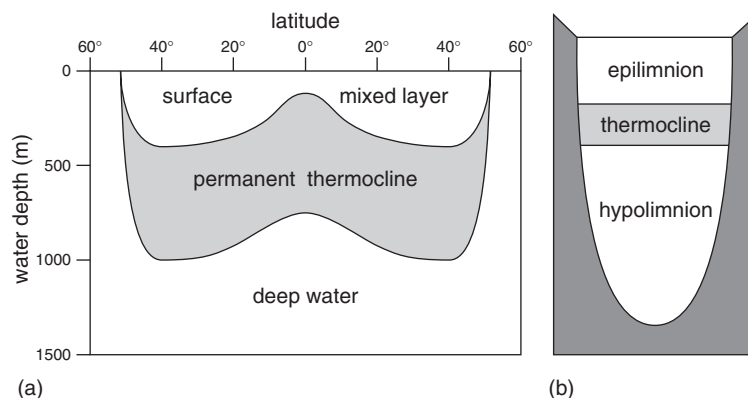 latitude
60° 40° 20° 0° 20° 40° 60°
0
500
1000
1500
water depth (m)
surface mixed layer
permanent thermocline
deep water
(a)
epilimnion
thermocline
hypolimnion
(b)